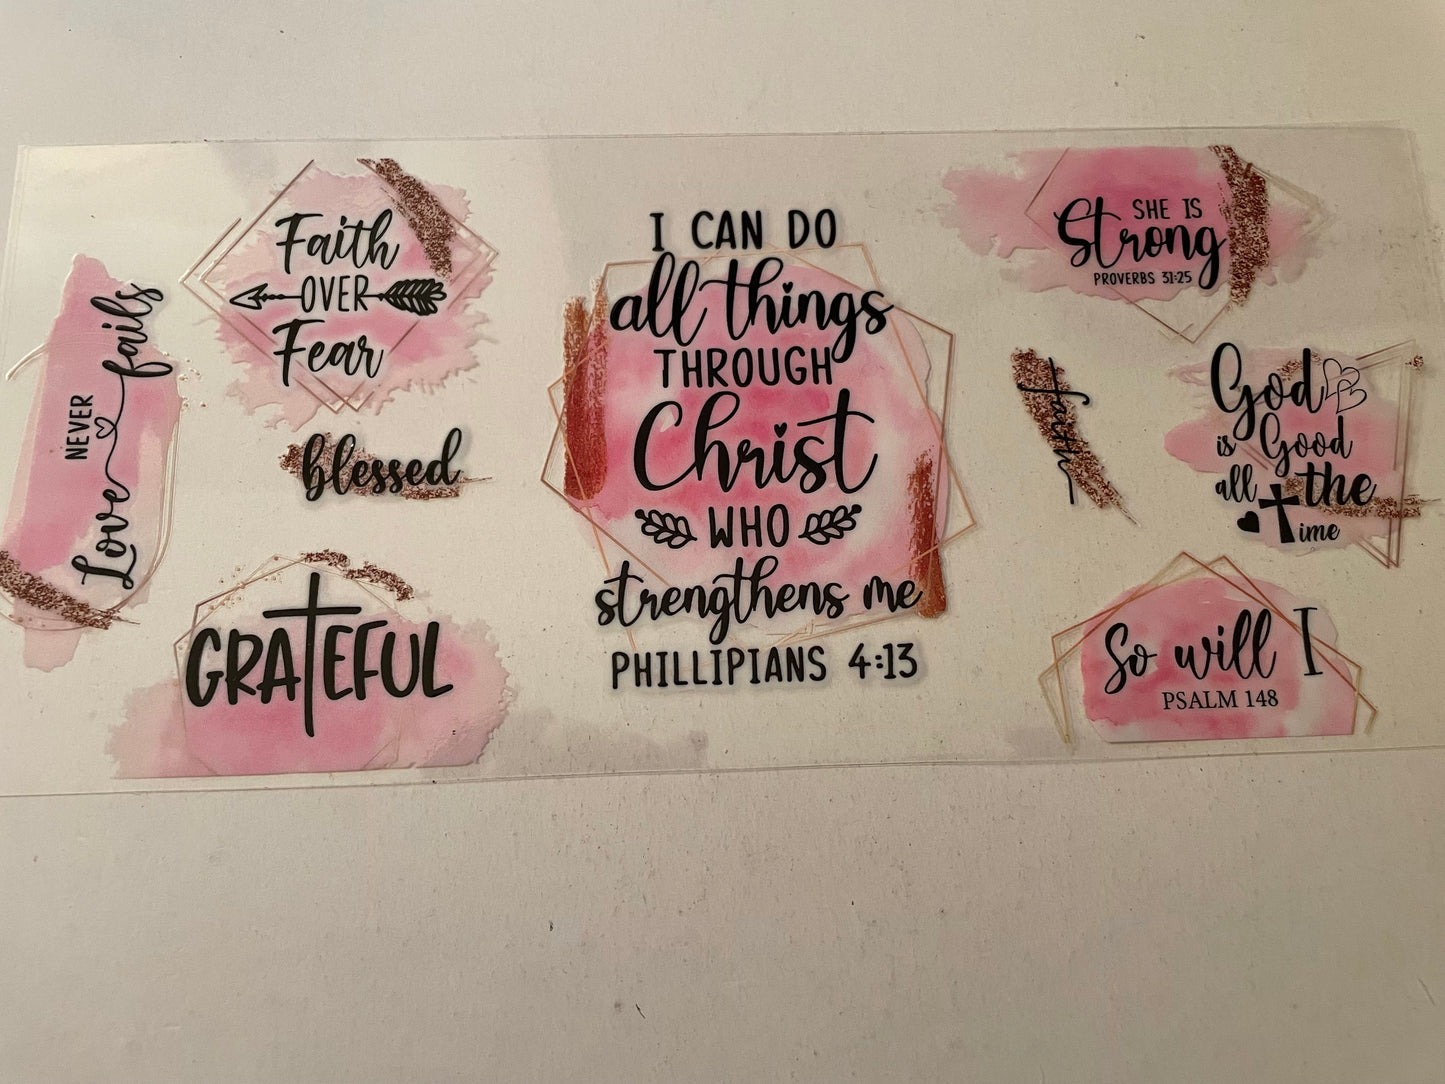 Love NEVER fails
Faith
OVER
Fear
blessed
GRATEFUL
I CAN DO
all things
THROUGH
Christ
WHO
strengthens me
PHILLIPIANS 4:13
SHE IS
Strong
PROVERBS 31:25
faith
God
is Good
all the
Time
So will I
PSALM 148